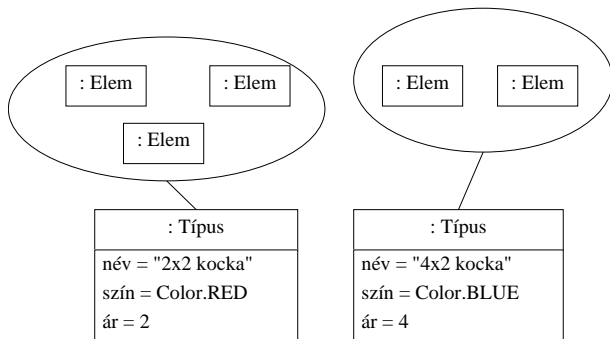 : Elem
: Elem
: Elem
: Elem
: Elem
: Típus
név = "2x2 kocka"
szín = Color.RED
ár = 2
: Típus
név = "4x2 kocka"
szín = Color.BLUE
ár = 4